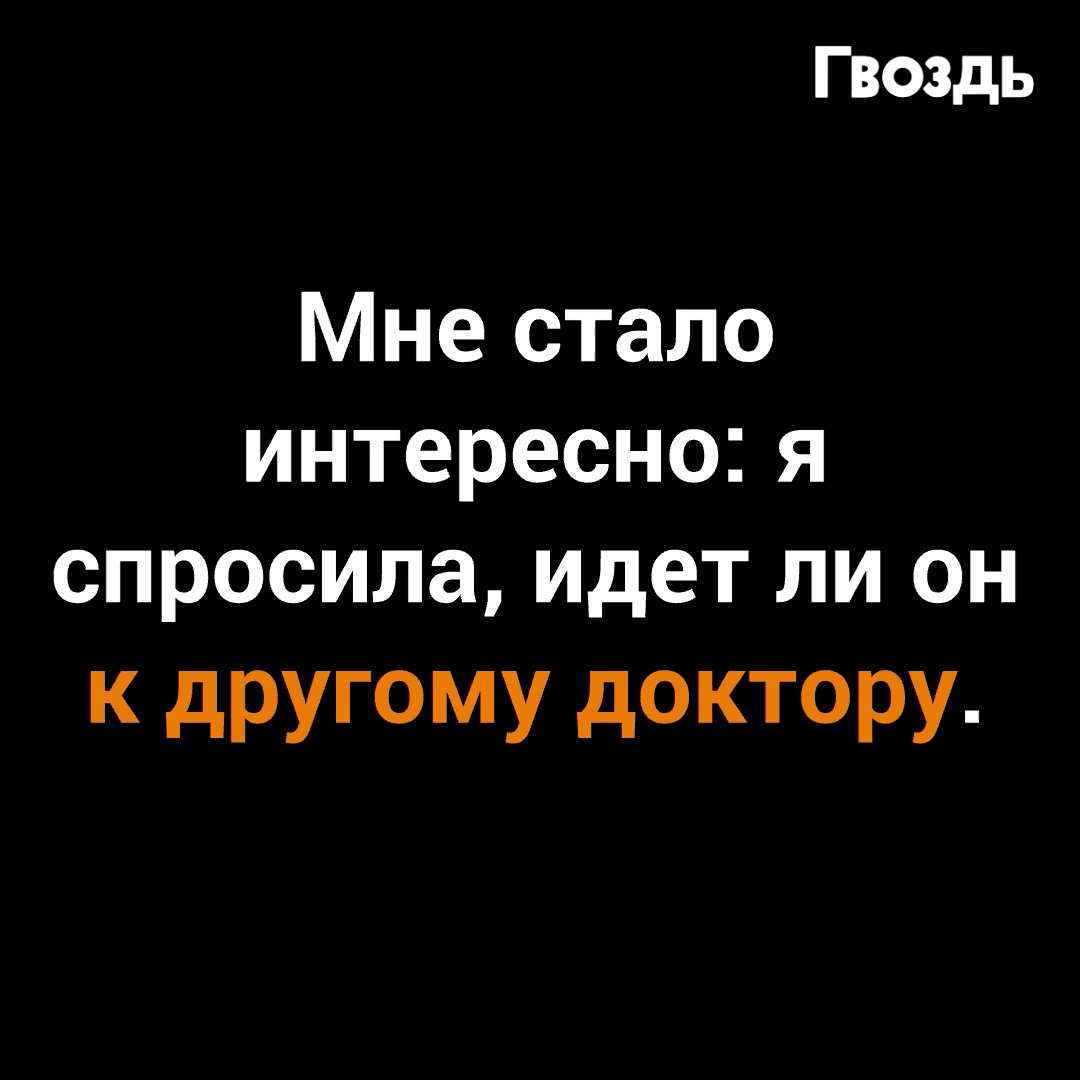 Гвоздь
Мне стало
интересно: я
спросила, идет ли он
к другому доктору.